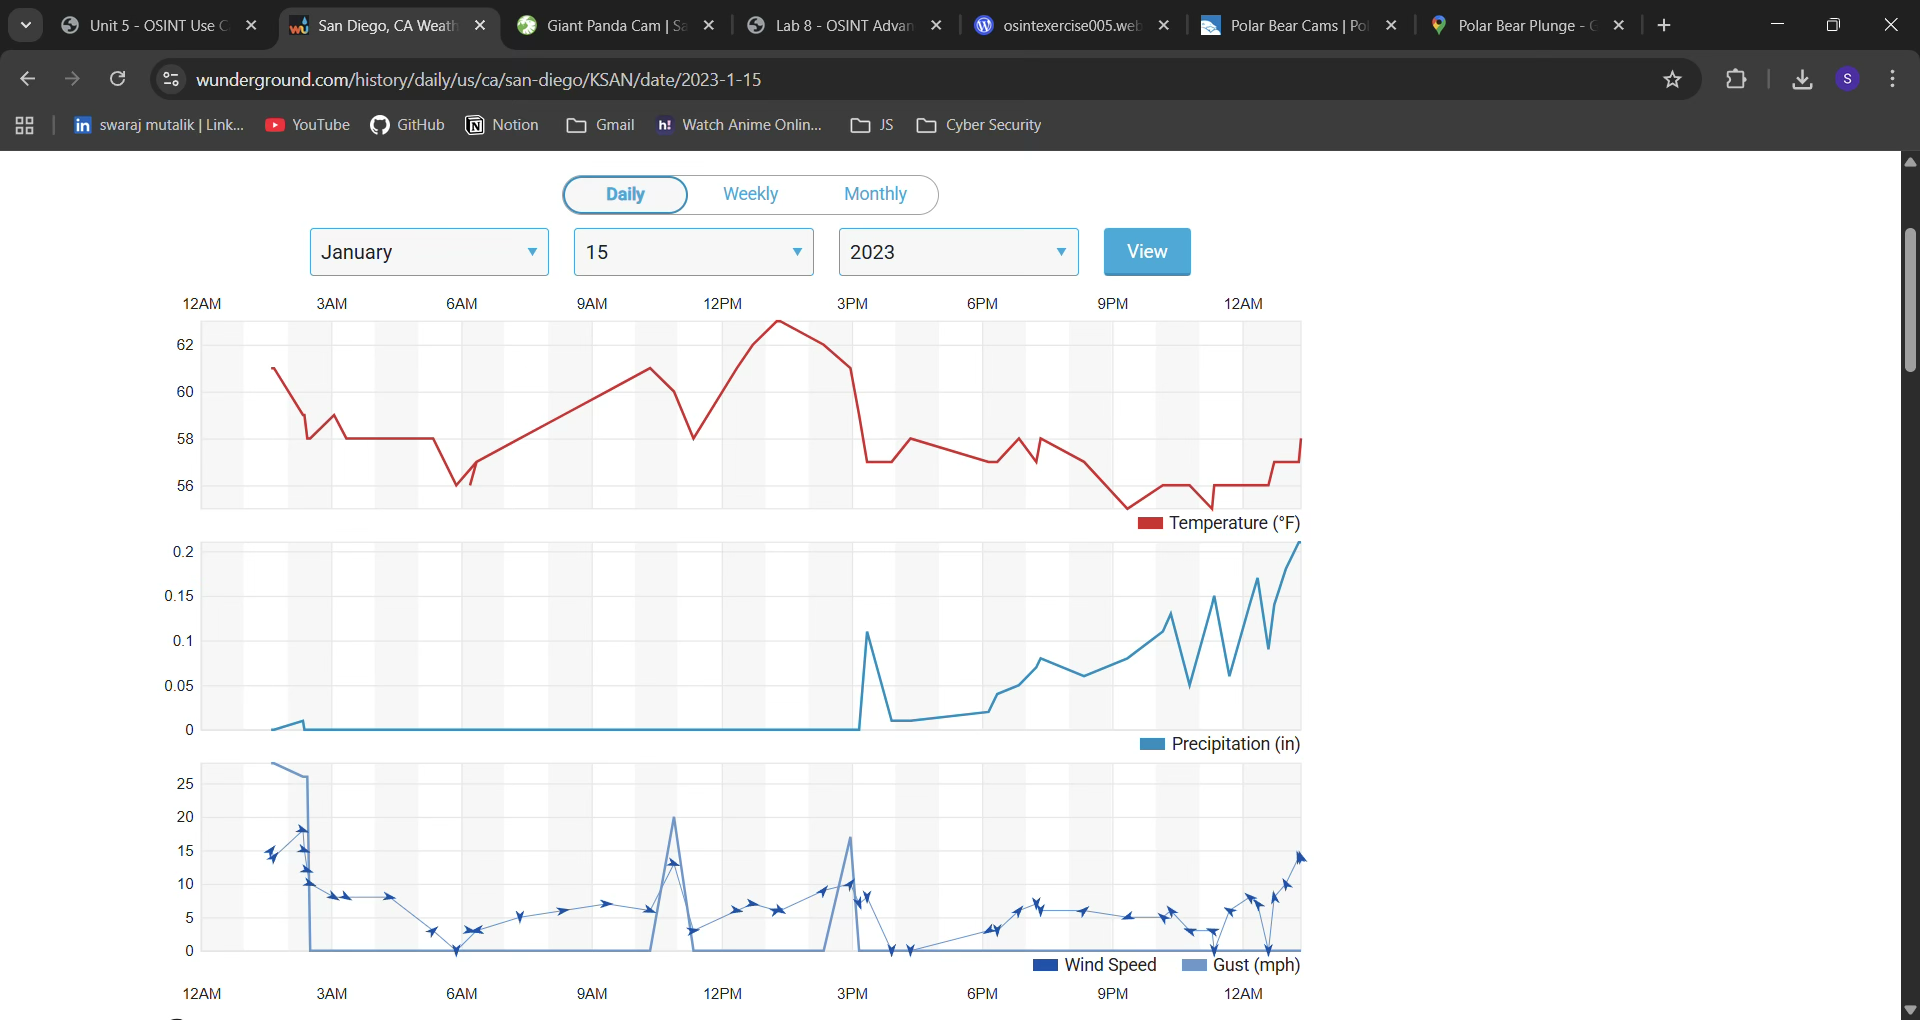 Unit 5 - OSINT Use C
San Diego, CA Weath
Giant Panda Cam | Sa
Lab 8 - OSINT Advan
osintexercise005.web
Polar Bear Cams | Po
Polar Bear Plunge - G
wunderground.com/history/daily/us/ca/san-diego/KSAN/date/2023-1-15
S
swaraj mutalik | Link...
YouTube
GitHub
Notion
Gmail
Watch Anime Onlin...
JS
Cyber Security
Daily Weekly Monthly
January 15 2023 View
12AM 3AM 6AM 9AM 12PM 3PM 6PM 9PM 12AM
62
60
58
56
Temperature (°F)
0.2
0.15
0.1
0.05
0
Precipitation (in)
25
20
15
10
5
0
Wind Speed Gust (mph)
12AM 3AM 6AM 9AM 12PM 3PM 6PM 9PM 12AM